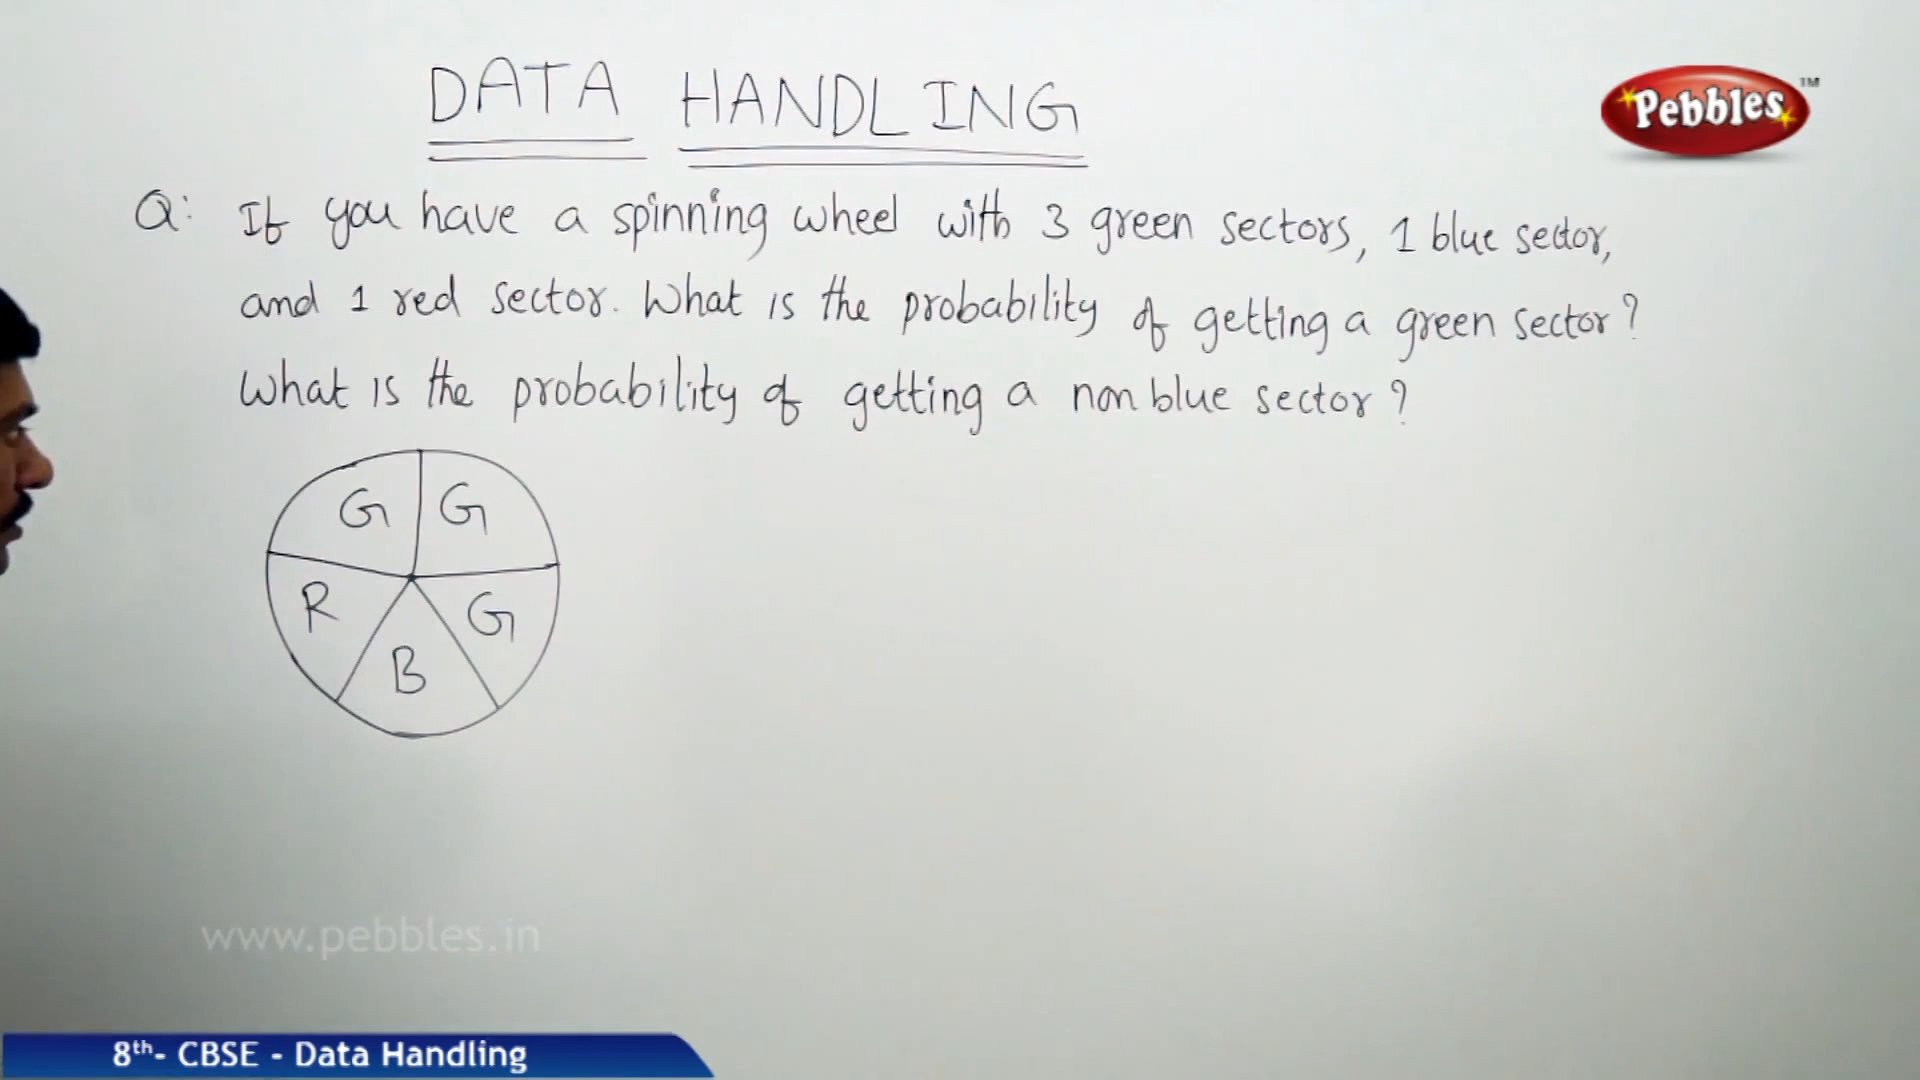 DATA HANDLING
Pebbles™
Q: If you have a spinning wheel with 3 green sectors, 1 blue sector,
and 1 red sector. What is the probability of getting a green sector?
What is the probability of getting a non blue sector?
G G
R G
B
www.pebbles.in
8th- CBSE - Data Handling